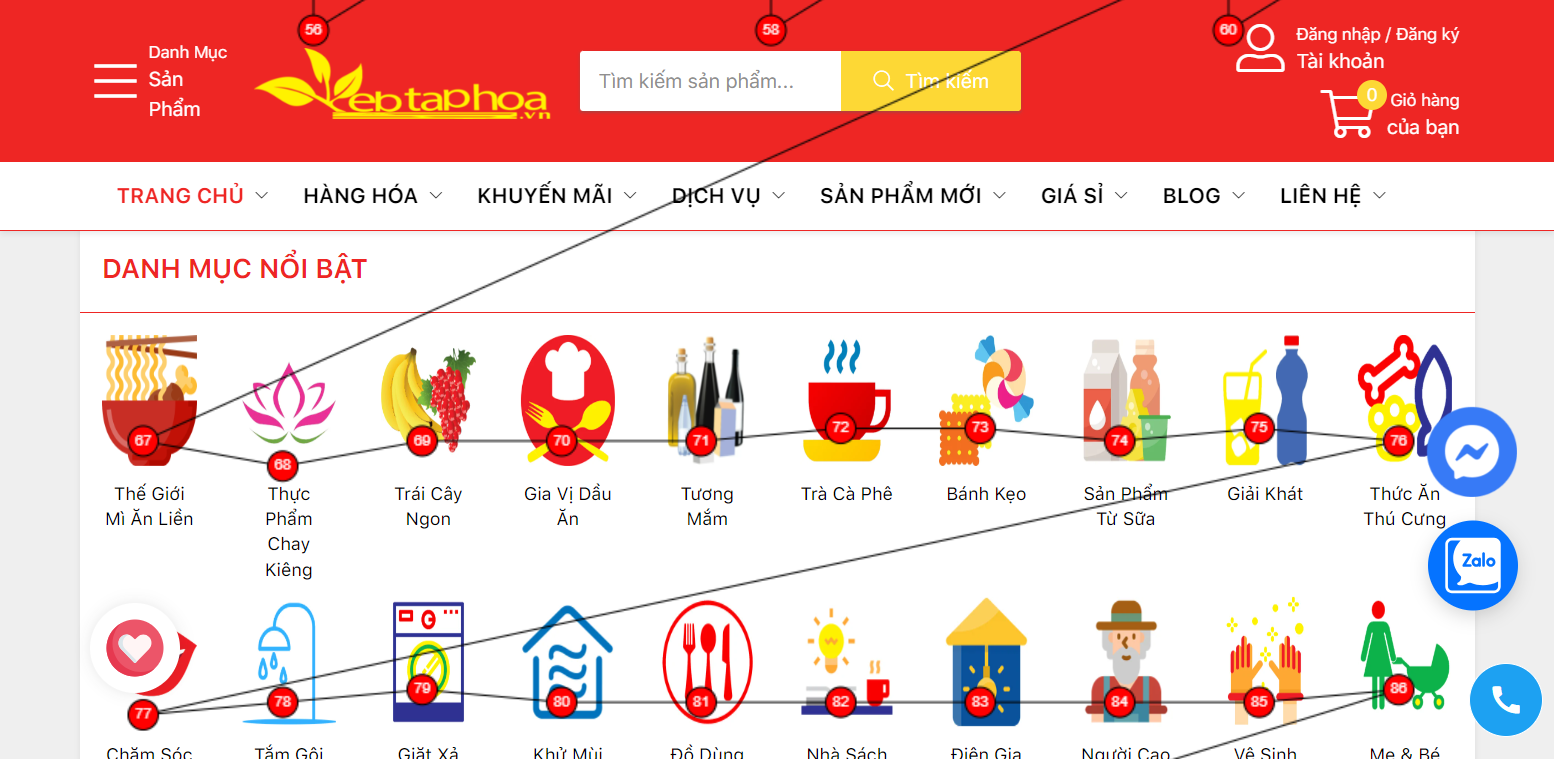 56
58
60
Danh Mục
Sản
Phẩm
eptaphoa
.vn
Tìm kiếm sản phẩm...
Tìm kiếm
Đăng nhập / Đăng ký
Tài khoản
0
Giỏ hàng
của bạn
TRANG CHỦ
HÀNG HÓA
KHUYẾN MÃI
DỊCH VỤ
SẢN PHẨM MỚI
GIÁ SỈ
BLOG
LIÊN HỆ
DANH MỤC NỔI BẬT
67
68
69
70
71
72
73
74
75
76
Thế Giới
Mì Ăn Liền
Thực
Phẩm
Chay
Kiêng
Trái Cây
Ngon
Gia Vị Dầu
Ăn
Tương
Mắm
Trà Cà Phê
Bánh Kẹo
Sản Phẩm
Từ Sữa
Giải Khát
Thức Ăn
Thú Cưng
Zalo
77
78
79
80
81
82
83
84
85
86
Chăm Sóc
Tắm Gội
Giặt Xả
Khử Mùi
Đồ Dùng
Nhà Sách
Điện Gia
Người Cao
Vệ Sinh
Mẹ & Bé